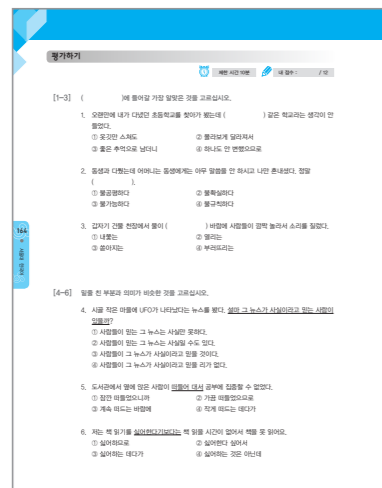 평가하기
제한 시간 10분 내 점수 : / 12
[1~3] ( )에 들어갈 가장 알맞은 것을 고르십시오.
1. 오랜만에 내가 다녔던 초등학교를 찾아가 봤는데 ( ) 같은 학교라는 생각이 안
들었다.
① 옷깃만 스쳐도 ② 몰라보게 달라져서
③ 좋은 추억으로 남더니 ④ 하나도 안 변했으므로
2. 동생과 다퉜는데 어머니는 동생에게는 아무 말씀을 안 하시고 나만 혼내셨다. 정말
( ).
① 불공평하다 ② 불확실하다
③ 불가능하다 ④ 불규칙하다
3. 갑자기 건물 천장에서 물이 ( ) 바람에 사람들이 깜짝 놀라서 소리를 질렀다.
① 내뿜는 ② 열리는
③ 쏟아지는 ④ 부러뜨리는
164
[4~6] 밑줄 친 부분과 의미가 비슷한 것을 고르십시오.
4. 시골 작은 마을에 UFO가 나타났다는 뉴스를 봤다. 설마 그 뉴스가 사실이라고 믿는 사람이
있을까?
① 사람들이 믿는 그 뉴스는 사실만 못하다.
② 사람들이 믿는 그 뉴스는 사실일 수도 있다.
③ 사람들이 그 뉴스가 사실이라고 믿을 것이다.
④ 사람들이 그 뉴스가 사실이라고 믿을 리가 없다.
5. 도서관에서 옆에 앉은 사람이 떠들어 대서 공부에 집중할 수 없었다.
① 잠깐 떠들었으니까 ② 가끔 떠들었으므로
③ 계속 떠드는 바람에 ④ 작게 떠드는 데다가
6. 저는 책 읽기를 싫어한다기보다는 책 읽을 시간이 없어서 책을 못 읽어요.
① 싫어하므로 ② 싫어한다 싶어서
③ 싫어하는 데다가 ④ 싫어하는 것은 아닌데